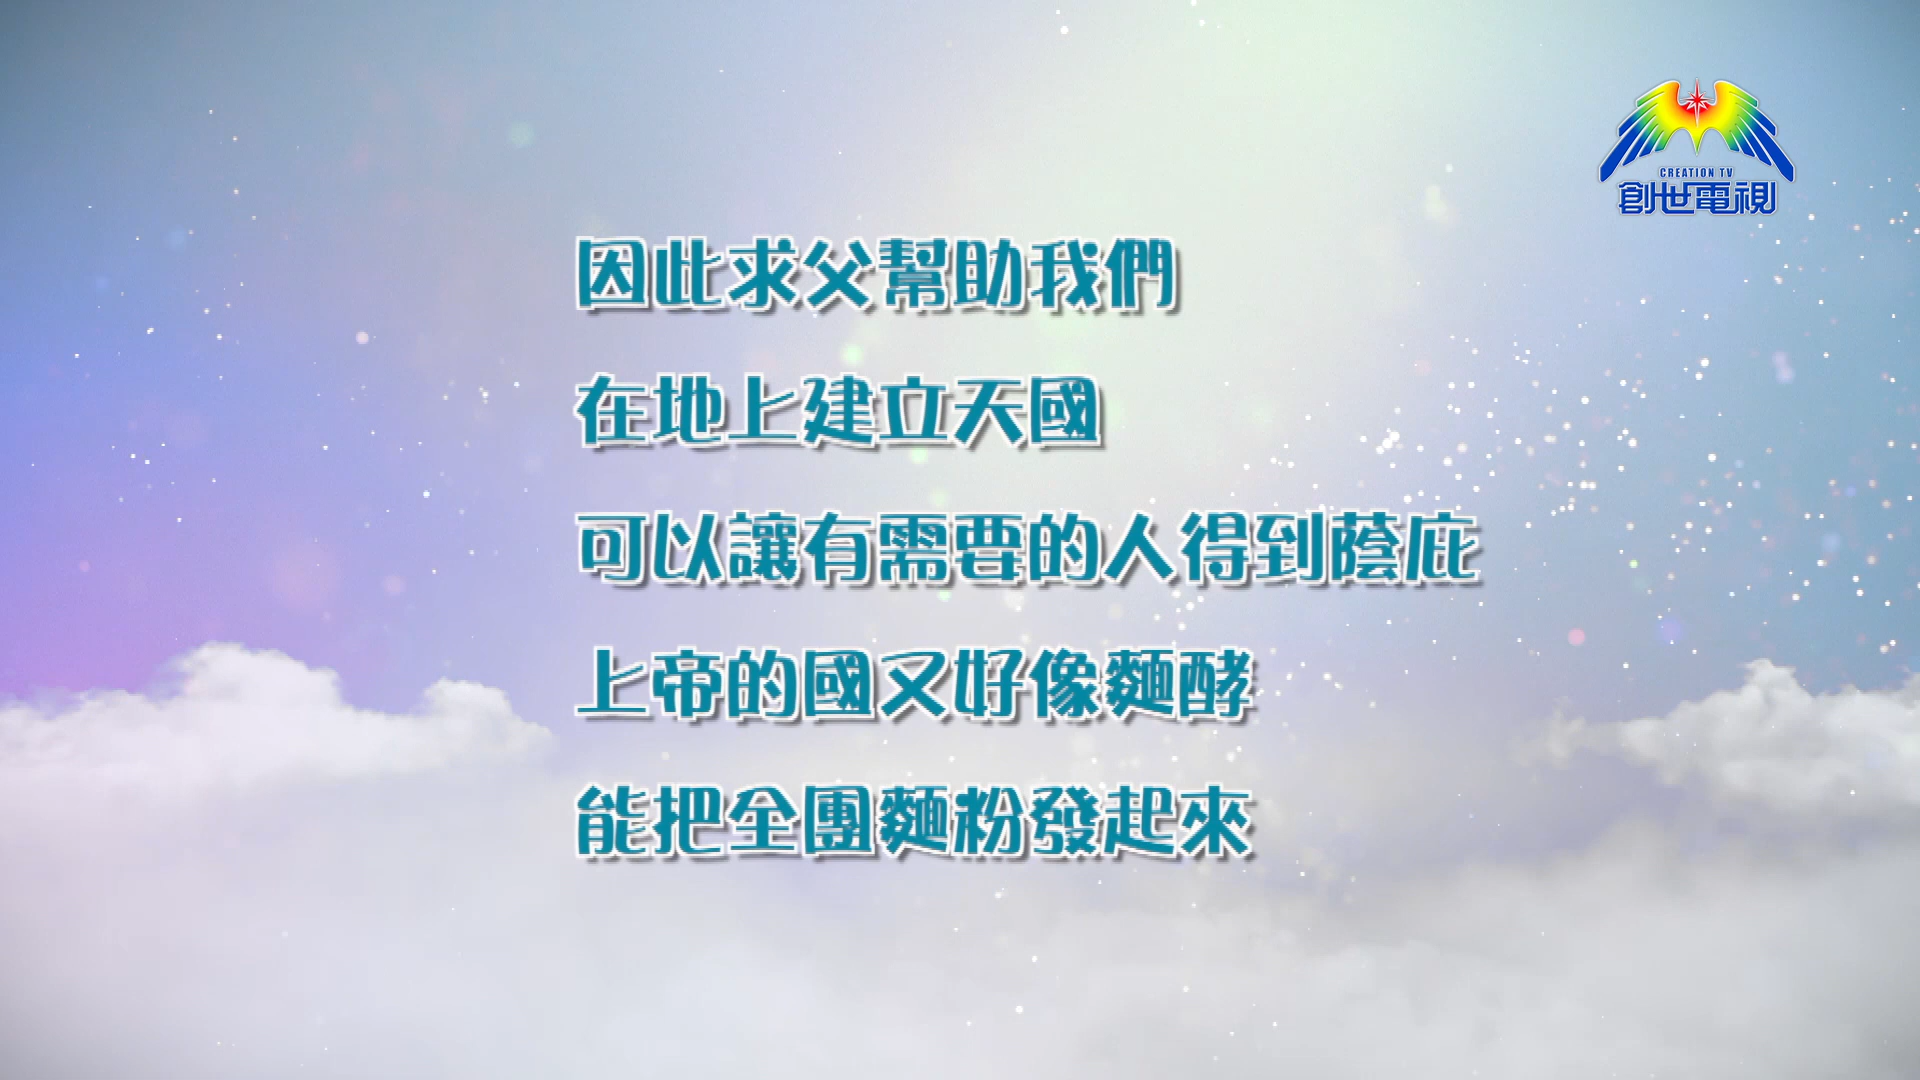 CREATION TV
創世電視
因此求父幫助我們
在地上建立天國
可以讓有需要的人得到蔭庇
上帝的國又好像麵酵
能把全團麵粉發起來